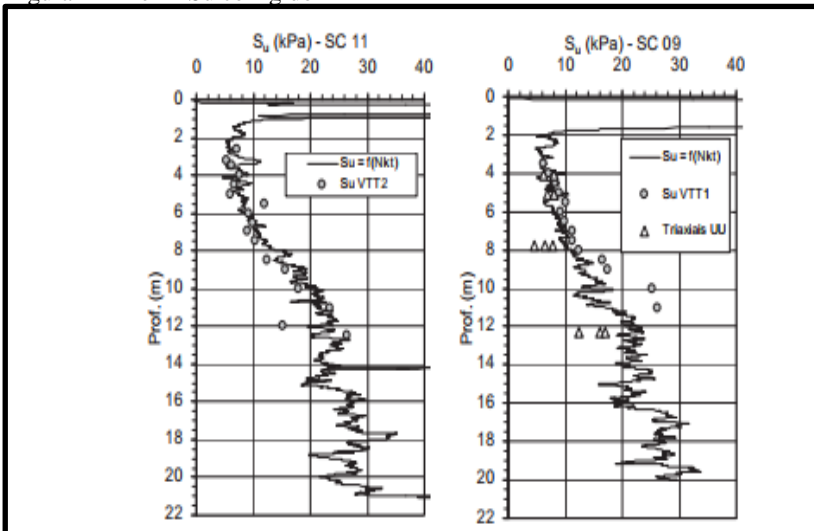 S_u (kPa) - SC 11
0 10 20 30 40
0
2
4
6
8
10
12
14
16
18
20
22
Prof. (m)
Su = f(Nkt)
Su VTT2
S_u (kPa) - SC 09
0 10 20 30 40
0
2
4
6
8
10
12
14
16
18
20
22
Prof. (m)
Su = f(Nkt)
Su VTT1
Triaxiais UU